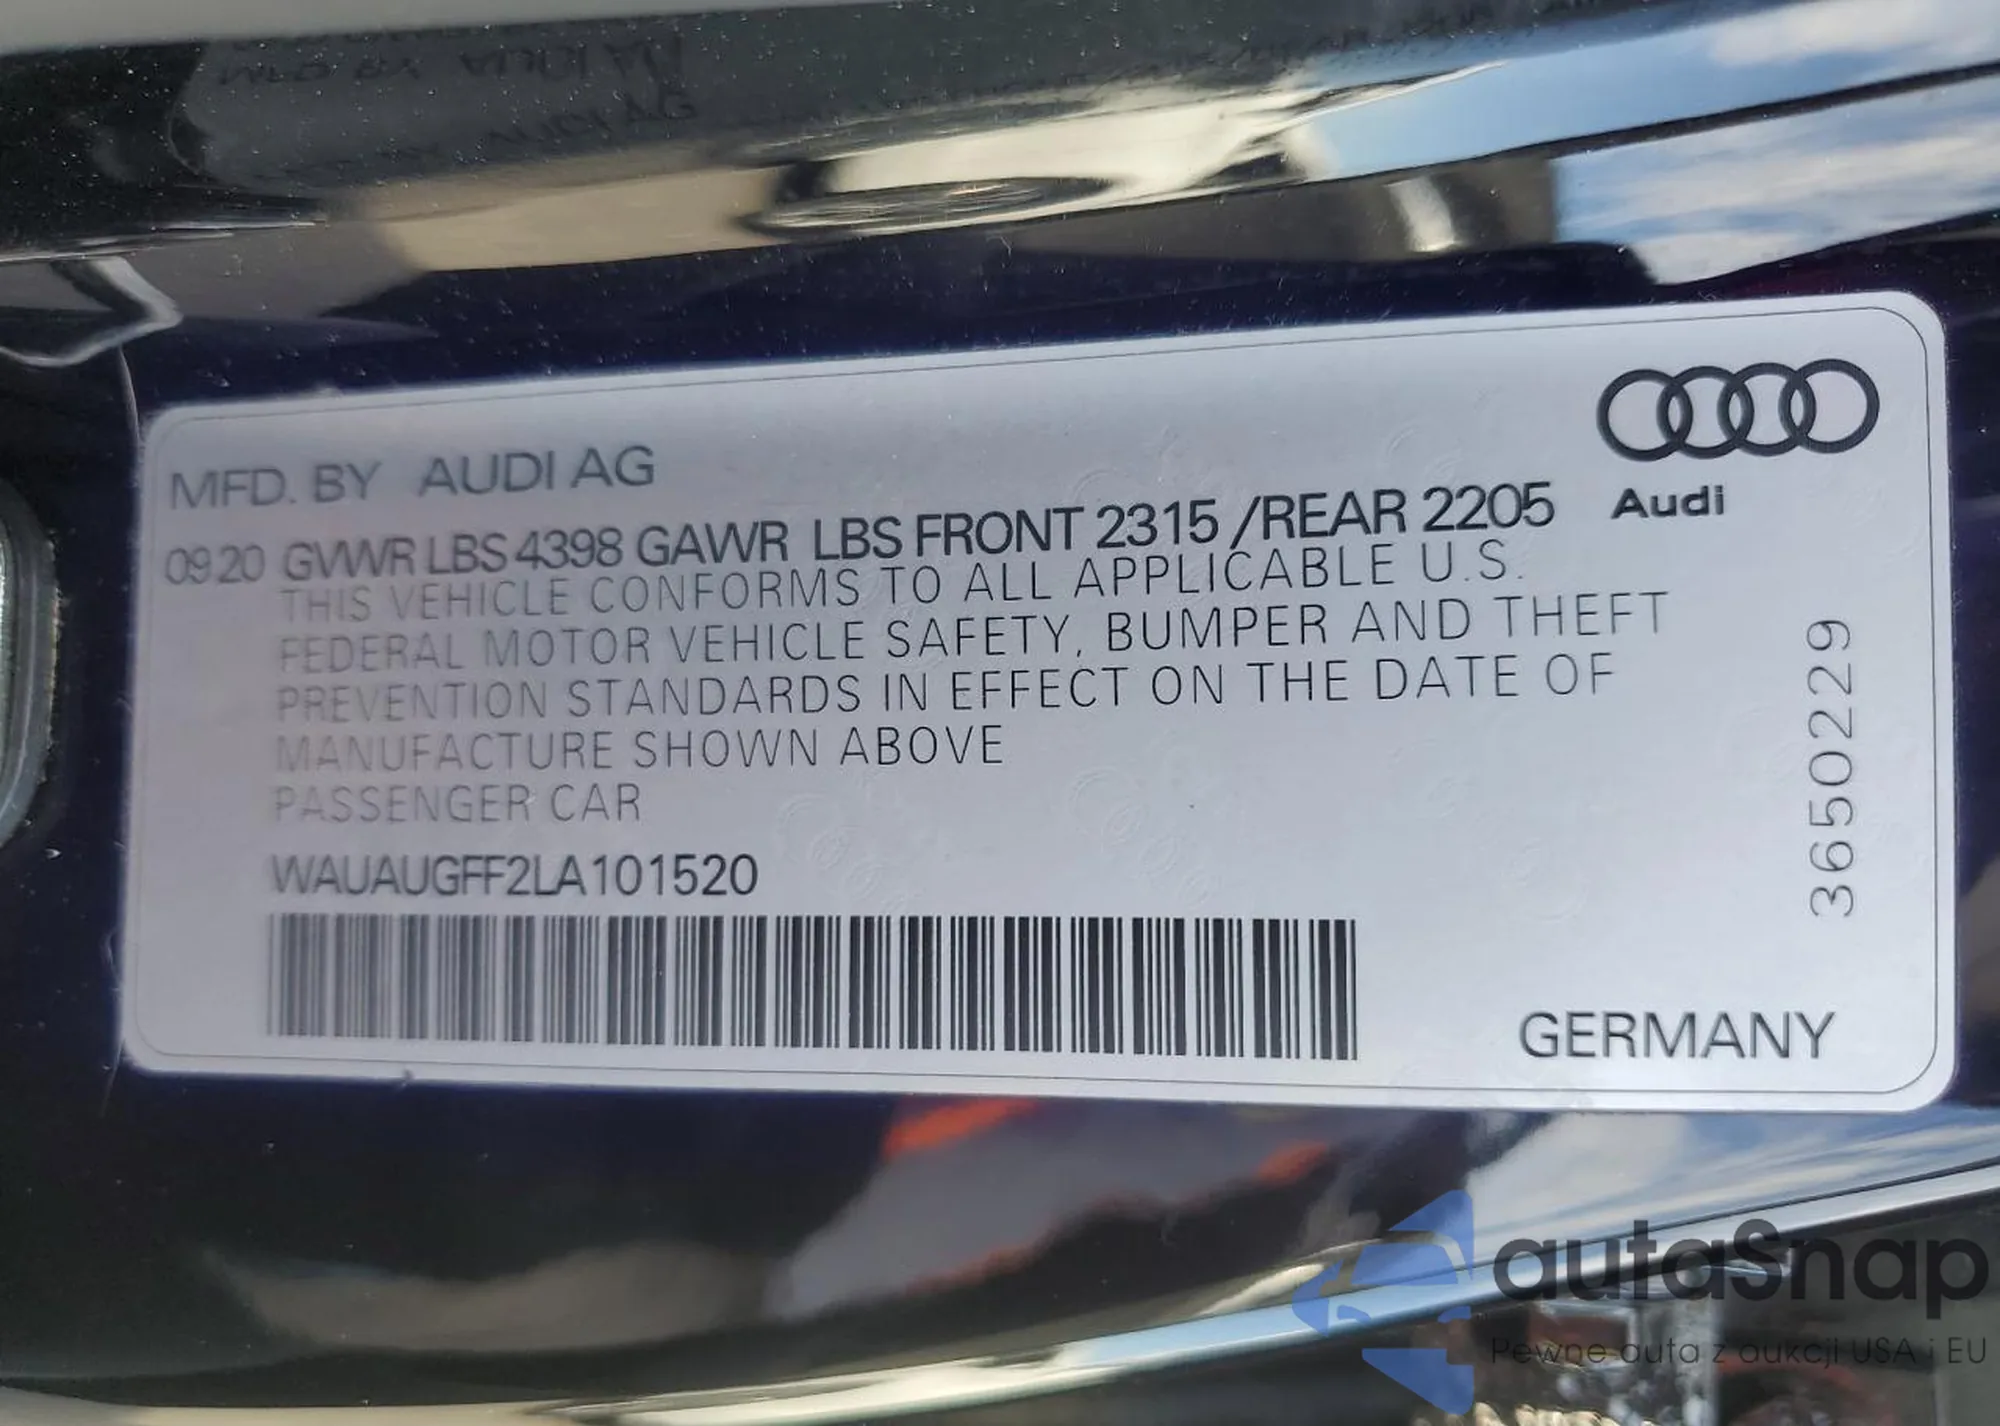 MFD. BY AUDI AG
09 20 GVWR LBS 4398 GAWR LBS FRONT 2315 /REAR 2205
Audi
THIS VEHICLE CONFORMS TO ALL APPLICABLE U.S.
FEDERAL MOTOR VEHICLE SAFETY, BUMPER AND THEFT
PREVENTION STANDARDS IN EFFECT ON THE DATE OF
MANUFACTURE SHOWN ABOVE
PASSENGER CAR
WAUAUGFF2LA101520
3650229
GERMANY
autaSnap
Pewne auta z aukcji USA i EU